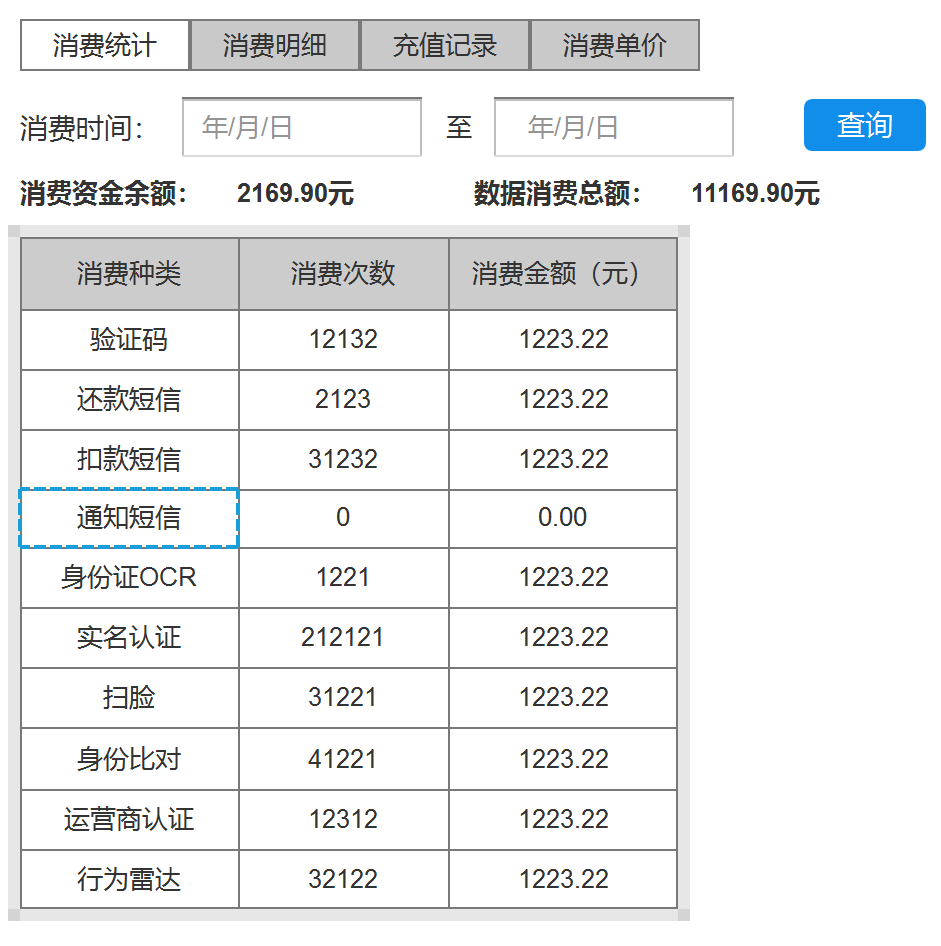 消费统计 消费明细 充值记录 消费单价
消费时间： 年/月/日 至 年/月/日 查询
消费资金余额： 2169.90元 数据消费总额： 11169.90元
消费种类 消费次数 消费金额（元）
验证码 12132 1223.22
还款短信 2123 1223.22
扣款短信 31232 1223.22
通知短信 0 0.00
身份证OCR 1221 1223.22
实名认证 212121 1223.22
扫脸 31221 1223.22
身份比对 41221 1223.22
运营商认证 12312 1223.22
行为雷达 32122 1223.22